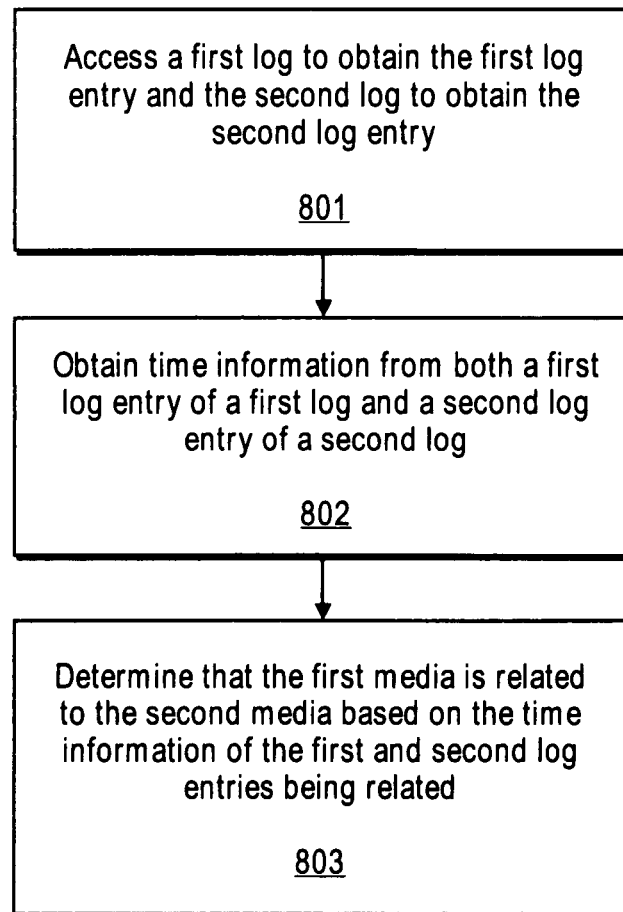 Access a first log to obtain the first log
entry and the second log to obtain the
second log entry
801
Obtain time information from both a first
log entry of a first log and a second log
entry of a second log
802
Determine that the first media is related
to the second media based on the time
information of the first and second log
entries being related
803